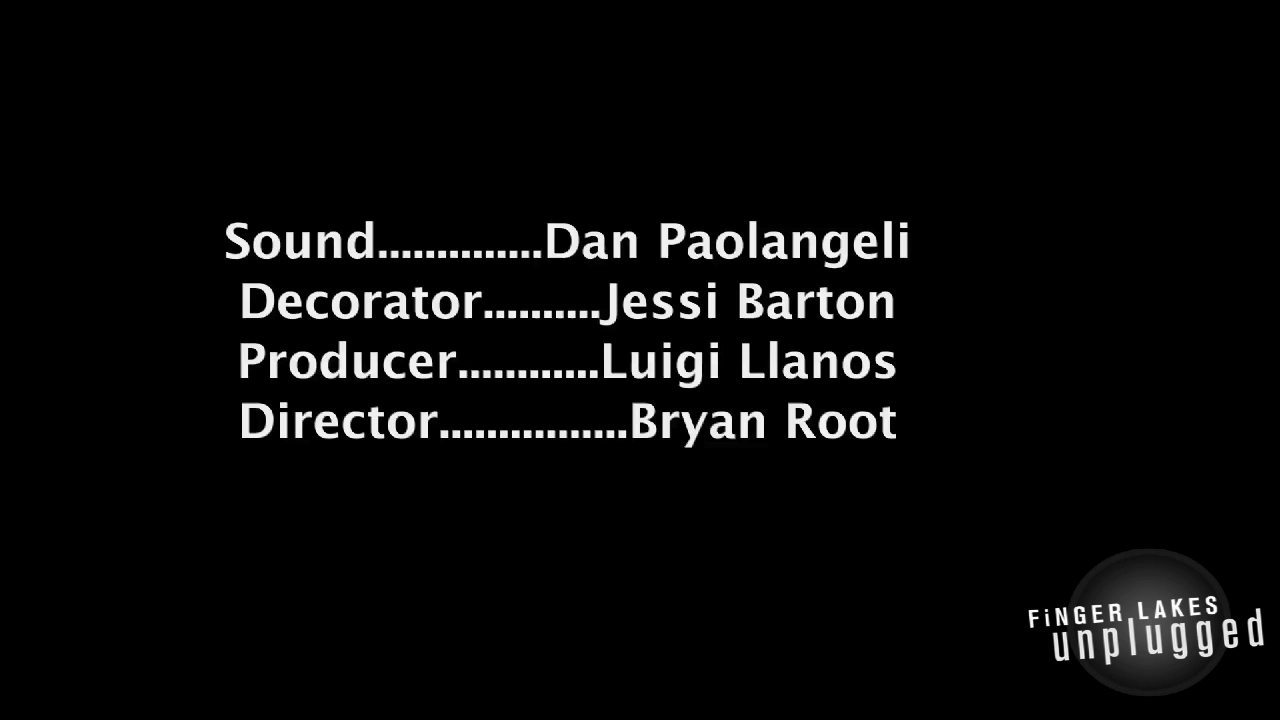 Sound..............Dan Paolangeli
Decorator..........Jessi Barton
Producer............Luigi Llanos
Director................Bryan Root
FiNGER LAKES
unplugged